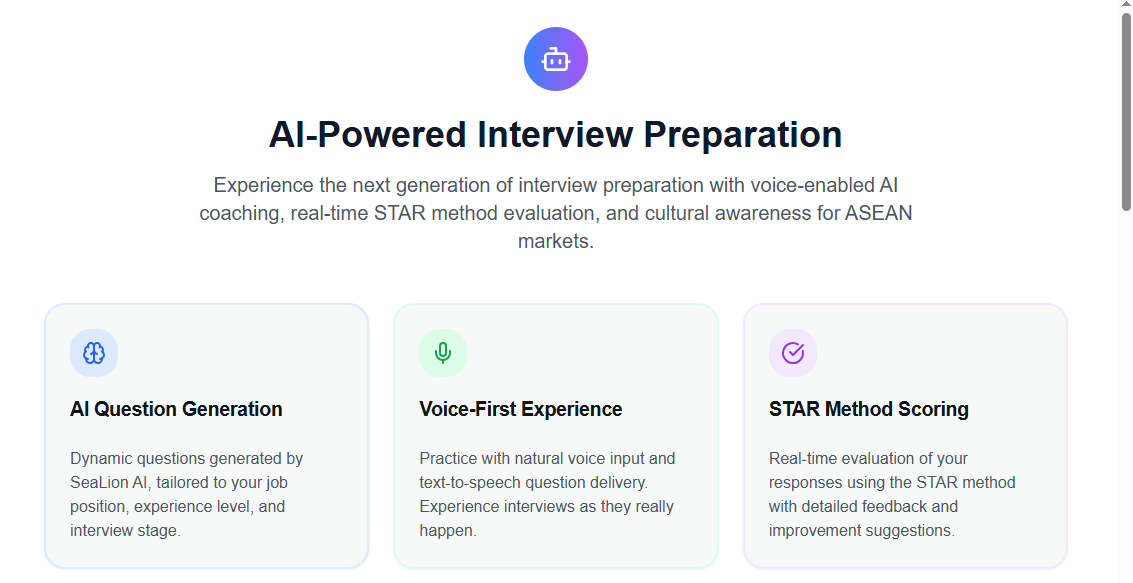 AI-Powered Interview Preparation
Experience the next generation of interview preparation with voice-enabled AI
coaching, real-time STAR method evaluation, and cultural awareness for ASEAN
markets.
AI Question Generation
Dynamic questions generated by
SeaLion AI, tailored to your job
position, experience level, and
interview stage.
Voice-First Experience
Practice with natural voice input and
text-to-speech question delivery.
Experience interviews as they really
happen.
STAR Method Scoring
Real-time evaluation of your
responses using the STAR method
with detailed feedback and
improvement suggestions.